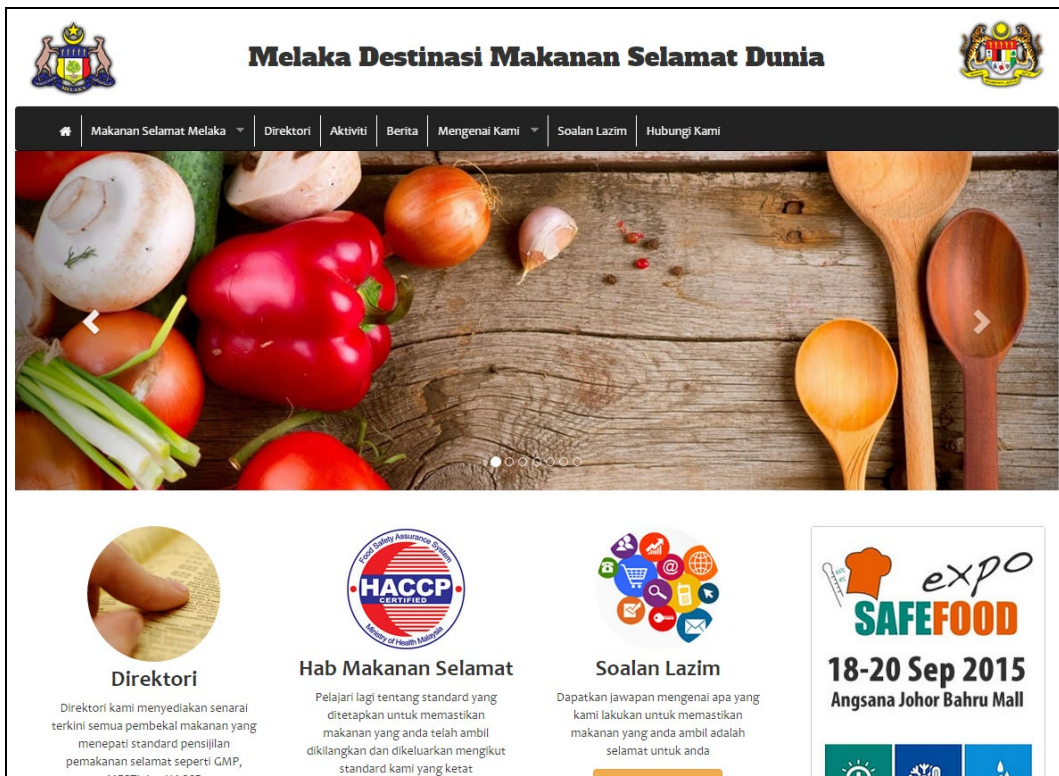 MELAKA
Melaka Destinasi Makanan Selamat Dunia
Makanan Selamat Melaka
Direktori
Aktiviti
Berita
Mengenai Kami
Soalan Lazim
Hubungi Kami
Direktori
Direktori kami menyediakan senarai
terkini semua pembekal makanan yang
menepati standard pensijilan
pemakanan selamat seperti GMP,
Food Safety Assurance System
HACCP
CERTIFIED
Ministry of Health Malaysia
Hab Makanan Selamat
Pelajari lagi tentang standard yang
ditetapkan untuk memastikan
makanan yang anda telah ambil
dikilangkan dan dikeluarkan mengikut
standard kami yang ketat
Soalan Lazim
Dapatkan jawapan mengenai apa yang
kami lakukan untuk memastikan
makanan yang anda ambil adalah
selamat untuk anda
expo
SAFEFOOD
18-20 Sep 2015
Angsana Johor Bahru Mall